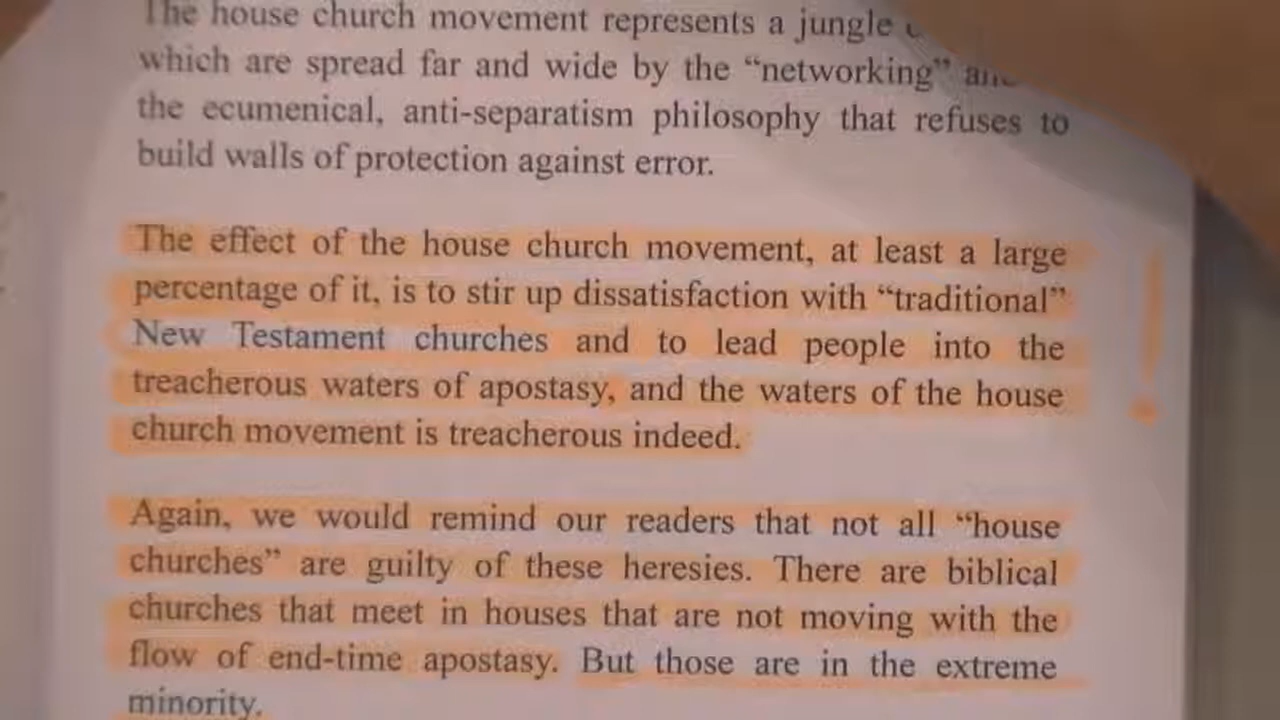 The house church movement represents a jungle
which are spread far and wide by the “networking”
the ecumenical, anti-separatism philosophy that refuses to
build walls of protection against error.
The effect of the house church movement, at least a large
percentage of it, is to stir up dissatisfaction with “traditional”
New Testament churches and to lead people into the
treacherous waters of apostasy, and the waters of the house
church movement is treacherous indeed.
Again, we would remind our readers that not all “house
churches” are guilty of these heresies. There are biblical
churches that meet in houses that are not moving with the
flow of end-time apostasy. But those are in the extreme
minority.